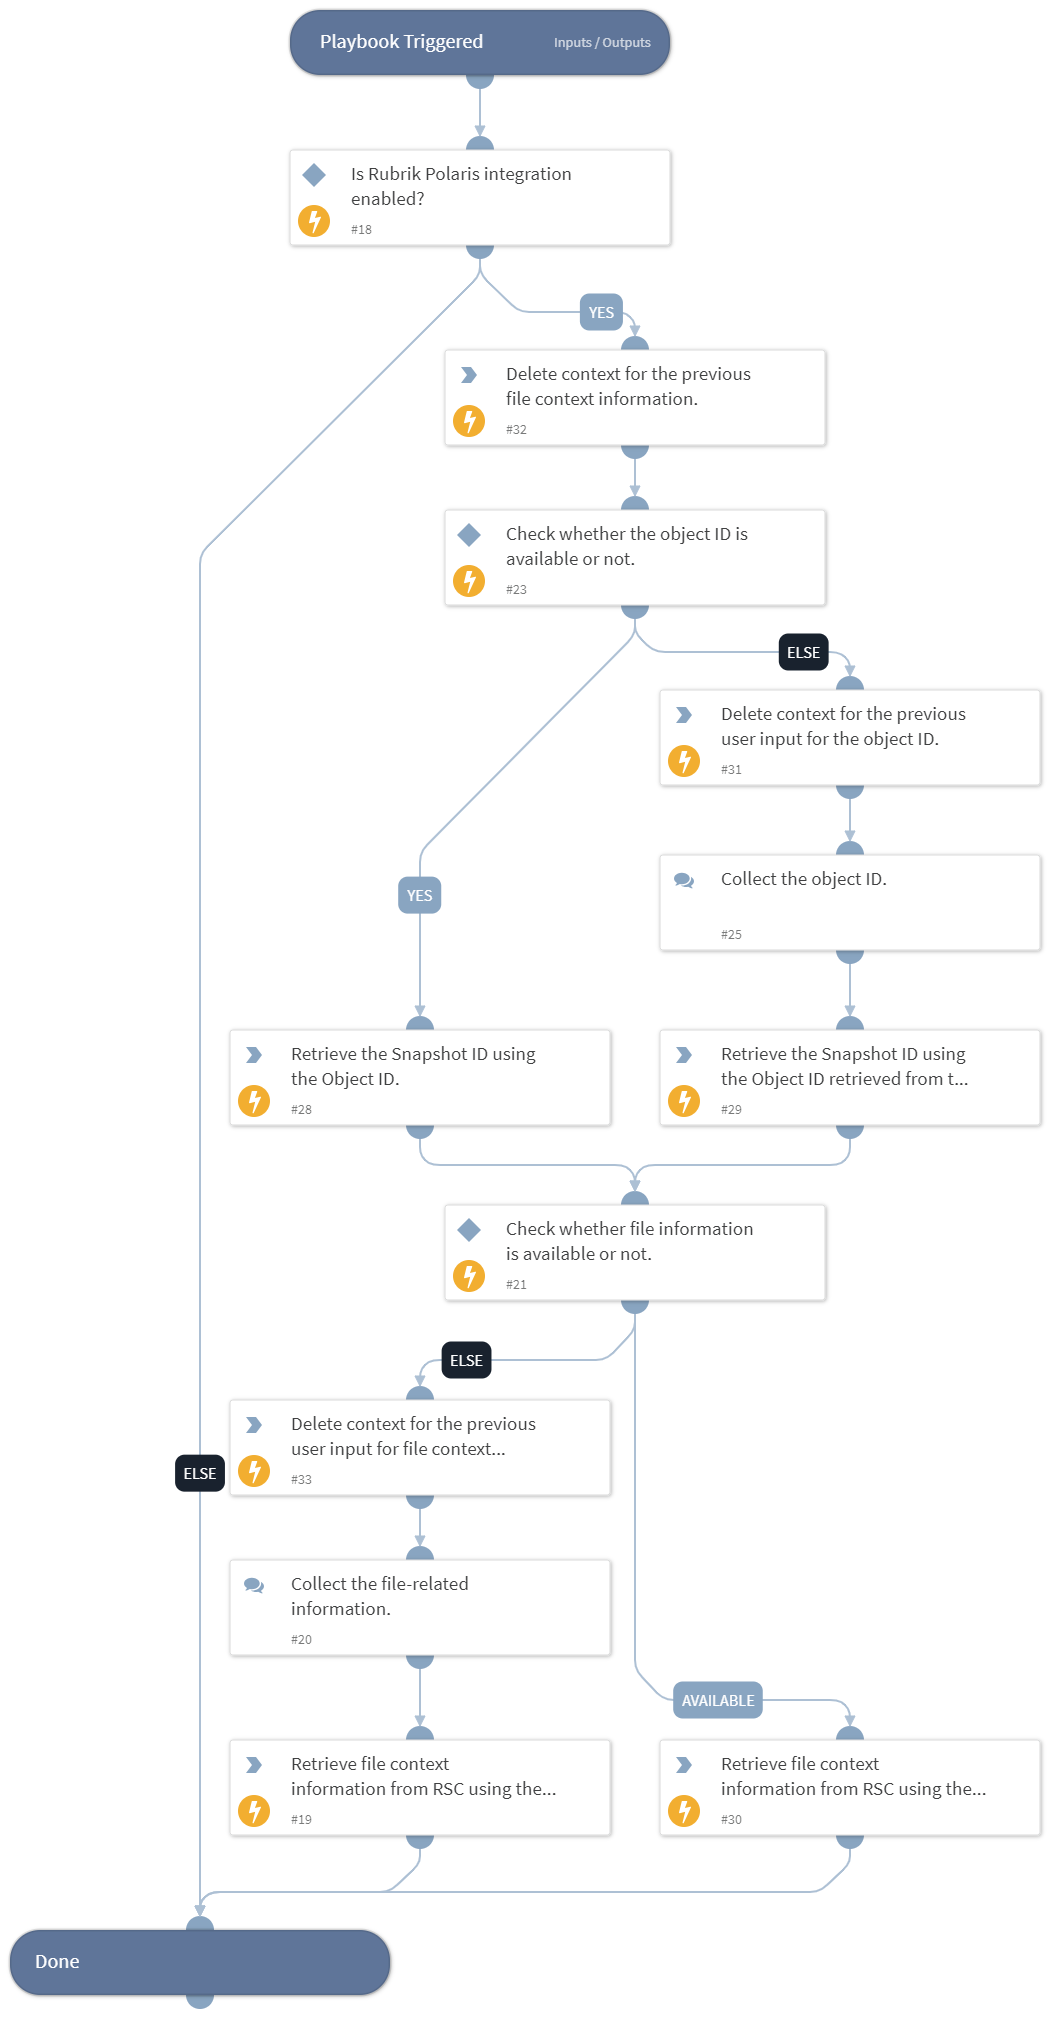 Playbook Triggered
Inputs / Outputs
Is Rubrik Polaris integration
enabled?
#18
YES
Delete context for the previous
file context information.
#32
Check whether the object ID is
available or not.
#23
ELSE
Delete context for the previous
user input for the object ID.
#31
Collect the object ID.
#25
YES
Retrieve the Snapshot ID using
the Object ID.
#28
Retrieve the Snapshot ID using
the Object ID retrieved from t...
#29
Check whether file information
is available or not.
#21
ELSE
Delete context for the previous
user input for file context...
#33
ELSE
Collect the file-related
information.
#20
AVAILABLE
Retrieve file context
information from RSC using the...
#19
Retrieve file context
information from RSC using the...
#30
Done